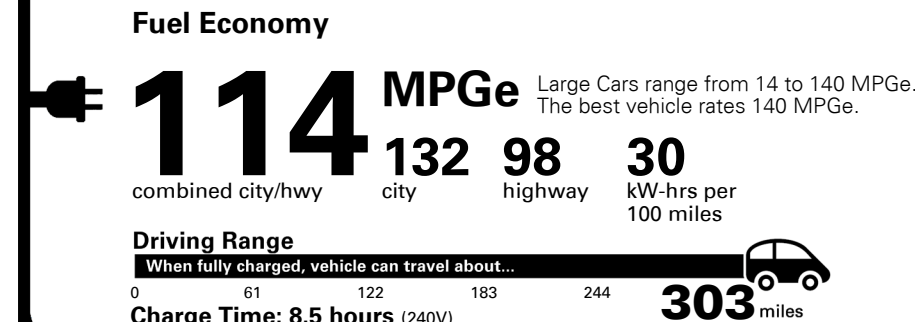 Fuel Economy
114
MPGe
Large Cars range from 14 to 140 MPGe.
The best vehicle rates 140 MPGe.
132 98 30
combined city/hwy city highway kW-hrs per
100 miles
Driving Range
When fully charged, vehicle can travel about...
0 61 122 183 244 303 miles
Charge Time: 8.5 hours (240V)